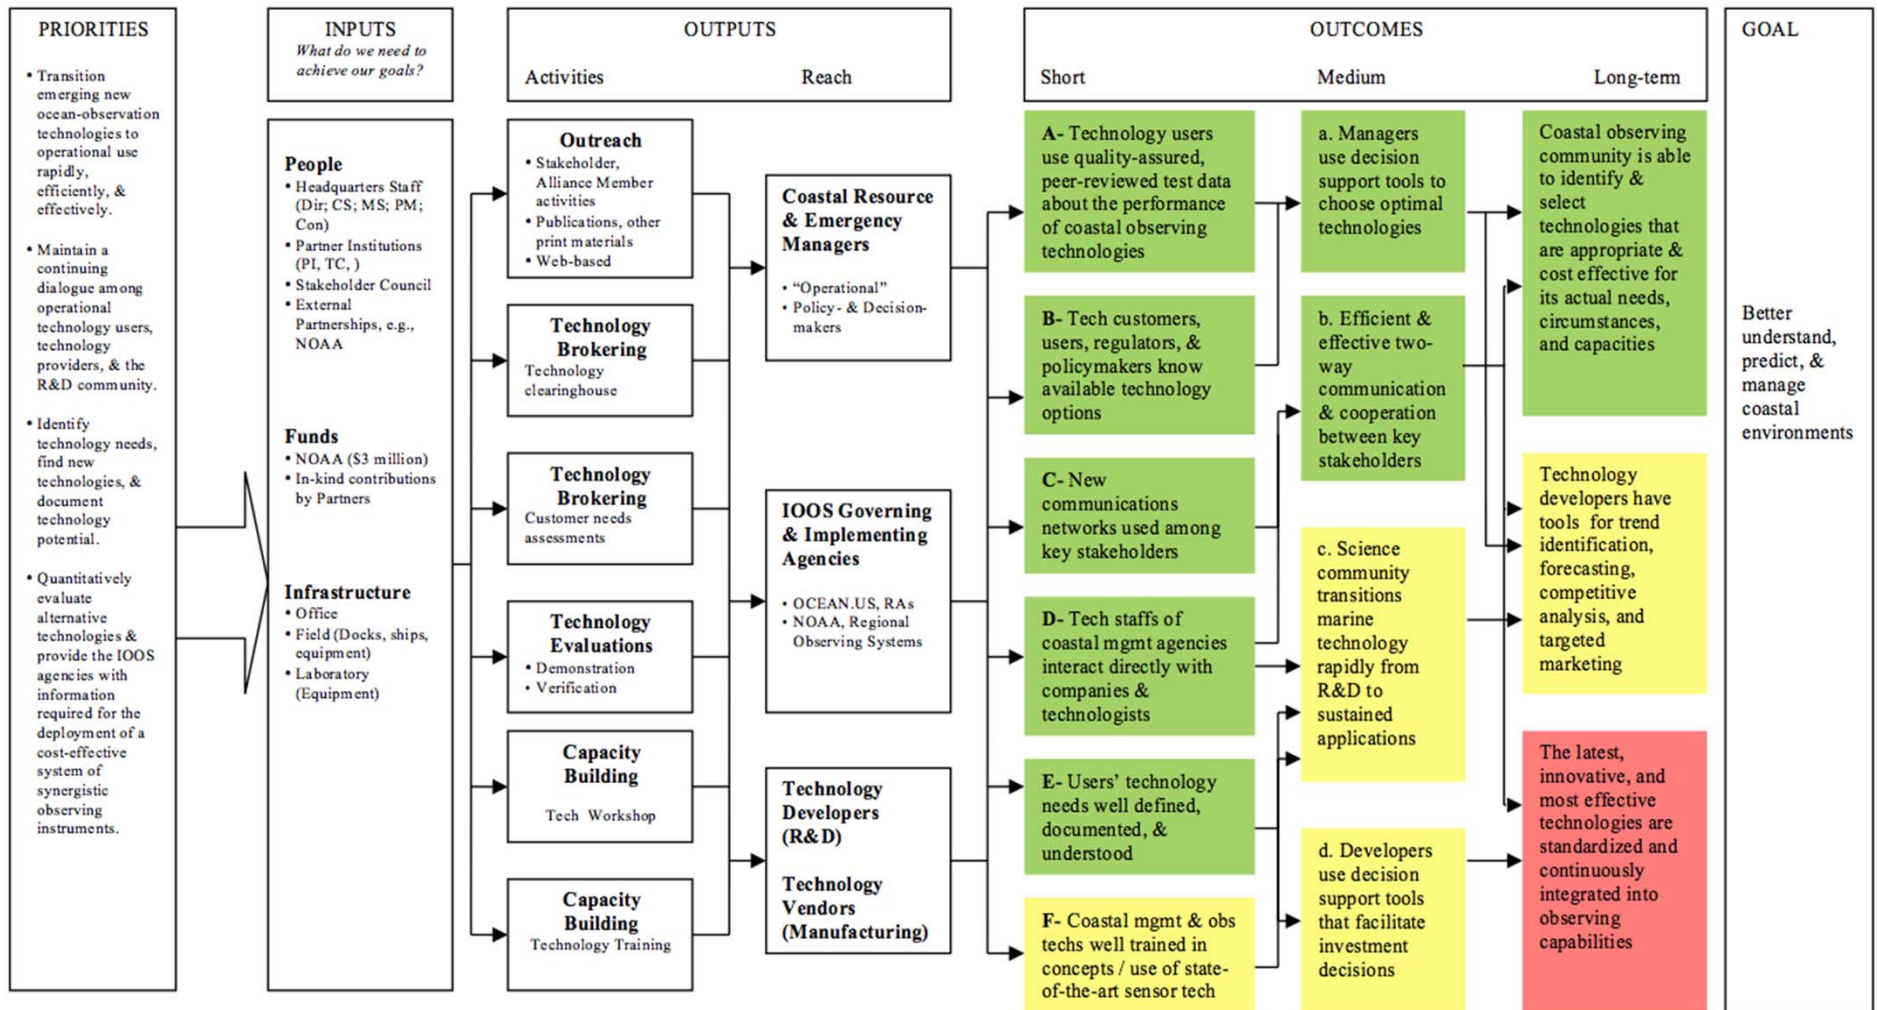 PRIORITIES
• Transition
emerging new
ocean-observation
technologies to
operational use
rapidly,
efficiently, &
effectively.
• Maintain a
continuing
dialogue among
operational
technology users,
technology
providers, & the
R&D community.
• Identify
technology needs,
find new
technologies, &
document
technology
potential.
• Quantitatively
evaluate
alternative
technologies &
provide the IOOS
agencies with
information
required for the
deployment of a
cost-effective
system of
synergistic
observing
instruments.
INPUTS
What do we need to
achieve our goals?
People
• Headquarters Staff
(Dir; CS; MS; PM;
Con)
• Partner Institutions
(PI, TC, )
• Stakeholder Council
• External
Partnerships, e.g.,
NOAA
Funds
• NOAA ($3 million)
• In-kind contributions
by Partners
Infrastructure
• Office
• Field (Docks, ships,
equipment)
• Laboratory
(Equipment)
OUTPUTS
Activities Reach
Outreach
• Stakeholder,
Alliance Member
activities
• Publications, other
print materials
• Web-based
Technology
Brokering
Technology
clearinghouse
Technology
Brokering
Customer needs
assessments
Technology
Evaluations
• Demonstration
• Verification
Capacity
Building
Tech Workshop
Capacity
Building
Technology Training
Coastal Resource
& Emergency
Managers
• “Operational”
• Policy- & Decision-
makers
IOOS Governing
& Implementing
Agencies
• OCEAN.US, RAs
• NOAA, Regional
Observing Systems
Technology
Developers
(R&D)
Technology
Vendors
(Manufacturing)
OUTCOMES
Short Medium Long-term
A- Technology users
use quality-assured,
peer-reviewed test data
about the performance
of coastal observing
technologies
B- Tech customers,
users, regulators, &
policymakers know
available technology
options
C- New
communications
networks used among
key stakeholders
D- Tech staffs of
coastal mgmt agencies
interact directly with
companies &
technologists
E- Users’ technology
needs well defined,
documented, &
understood
F- Coastal mgmt & obs
techs well trained in
concepts / use of state-
of-the-art sensor tech
a. Managers
use decision
support tools to
choose optimal
technologies
b. Efficient &
effective two-
way
communication
& cooperation
between key
stakeholders
c. Science
community
transitions
marine
technology
rapidly from
R&D to
sustained
applications
d. Developers
use decision
support tools
that facilitate
investment
decisions
Coastal observing
community is able
to identify &
select
technologies that
are appropriate &
cost effective for
its actual needs,
circumstances,
and capacities
Technology
developers have
tools for trend
identification,
forecasting,
competitive
analysis, and
targeted
marketing
The latest,
innovative, and
most effective
technologies are
standardized and
continuously
integrated into
observing
capabilities
GOAL
Better
understand,
predict, &
manage
coastal
environments